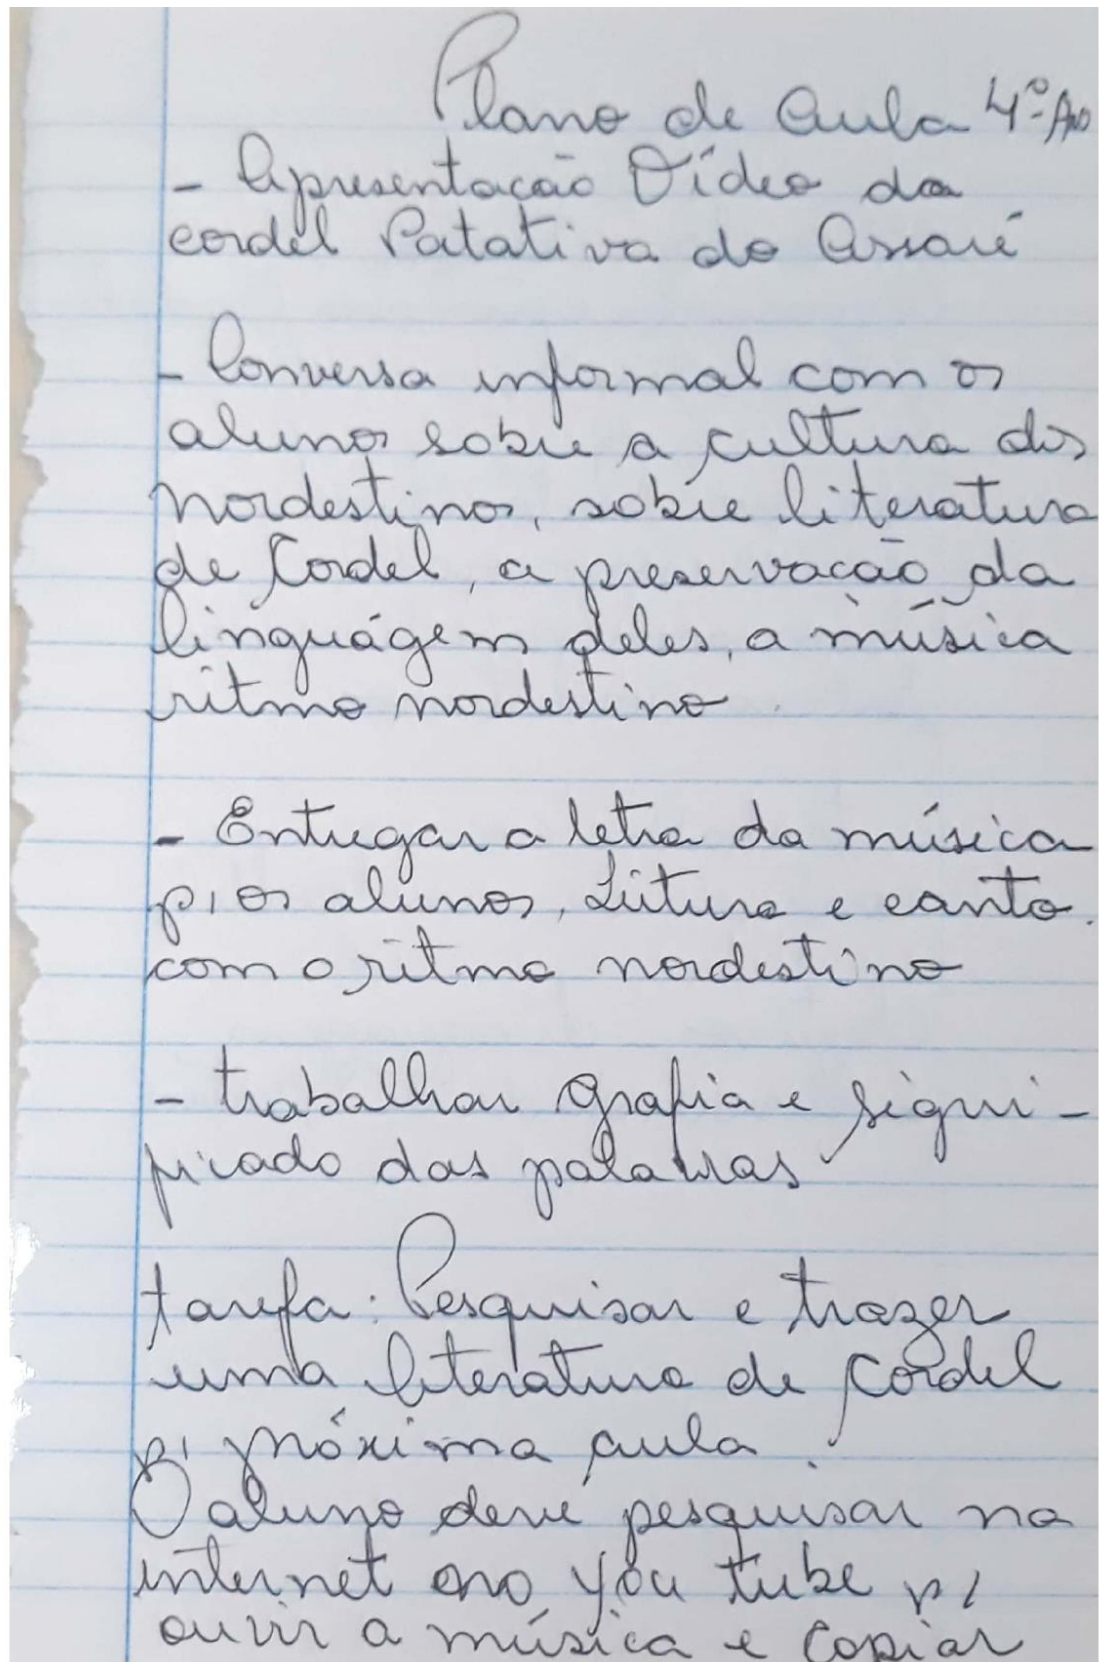 Plano de Aula 4º Ano
- Apresentação Vídeo da
cordel Patativa do Assaré
- Conversa informal com os
alunos sobre a cultura dos
nordestinos, sobre literatura
de Cordel, a preservação da
linguágem deles, a música
ritmo nordestino.
- Entregar a letra da música
p/ os alunos, Leitura e canto
com o ritmo nordestino
- trabalhar grafia e signi-
ficado das palavras
tarefa: Pesquisar e trazer
uma literatura de Cordel
p/ próxima aula.
O aluno deve pesquisar na
internet ono you tube p/
ouvir a música e copiar